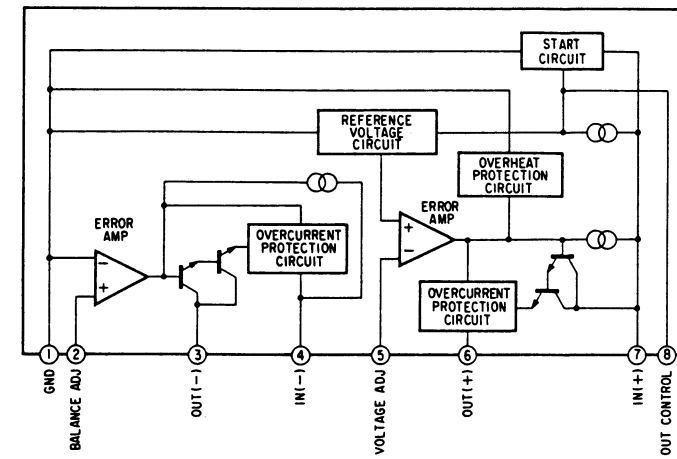 START
CIRCUIT
REFERENCE
VOLTAGE
CIRCUIT
OVERHEAT
PROTECTION
CIRCUIT
ERROR
AMP
+
−
ERROR
AMP
−
+
OVERCURRENT
PROTECTION
CIRCUIT
OVERCURRENT
PROTECTION
CIRCUIT
1
2
3
4
5
6
7
8
GND
BALANCE ADJ
OUT(−)
IN(−)
VOLTAGE ADJ
OUT(+)
IN(+)
OUT CONTROL